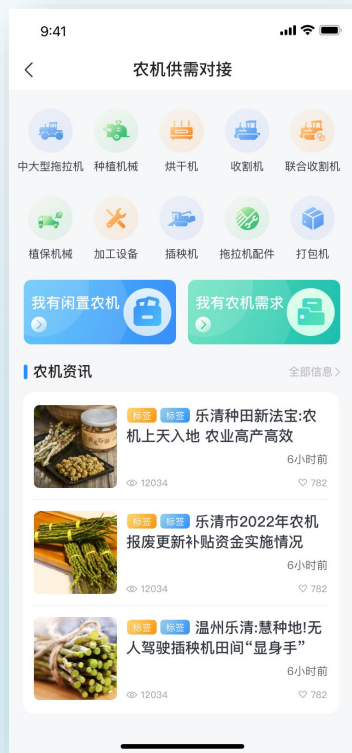 9:41
农机供需对接
中大型拖拉机 种植机械 烘干机 收割机 联合收割机
植保机械 加工设备 插秧机 拖拉机配件 打包机
我有闲置农机 我有农机需求
农机资讯 全部信息
标签 标签 乐清种田新法宝:农
机上天入地 农业高产高效
6小时前
12034 782
标签 标签 乐清市2022年农机
报废更新补贴资金实施情况
6小时前
12034 782
标签 标签 温州乐清:慧种地!无
人驾驶插秧机田间“显身手”
6小时前
12034 782